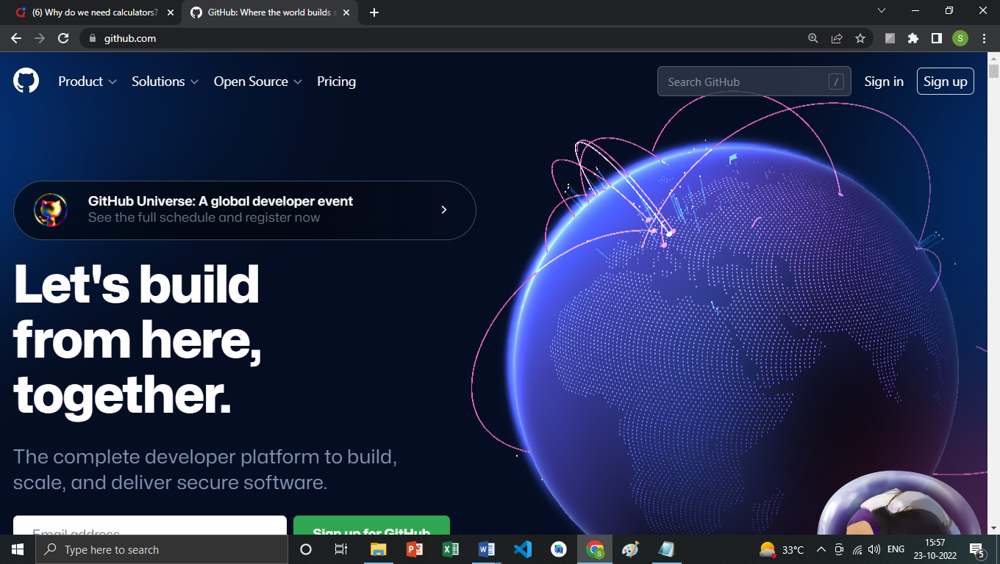 (6) Why do we need calculators?
GitHub: Where the world builds s
github.com
S
Product
Solutions
Open Source
Pricing
Search GitHub
/
Sign in
Sign up
GitHub Universe: A global developer event
See the full schedule and register now
Let's build
from here,
together.
The complete developer platform to build,
scale, and deliver secure software.
Email address
Sign up for GitHub
Type here to search
33°C
ENG
15:57
23-10-2022
5